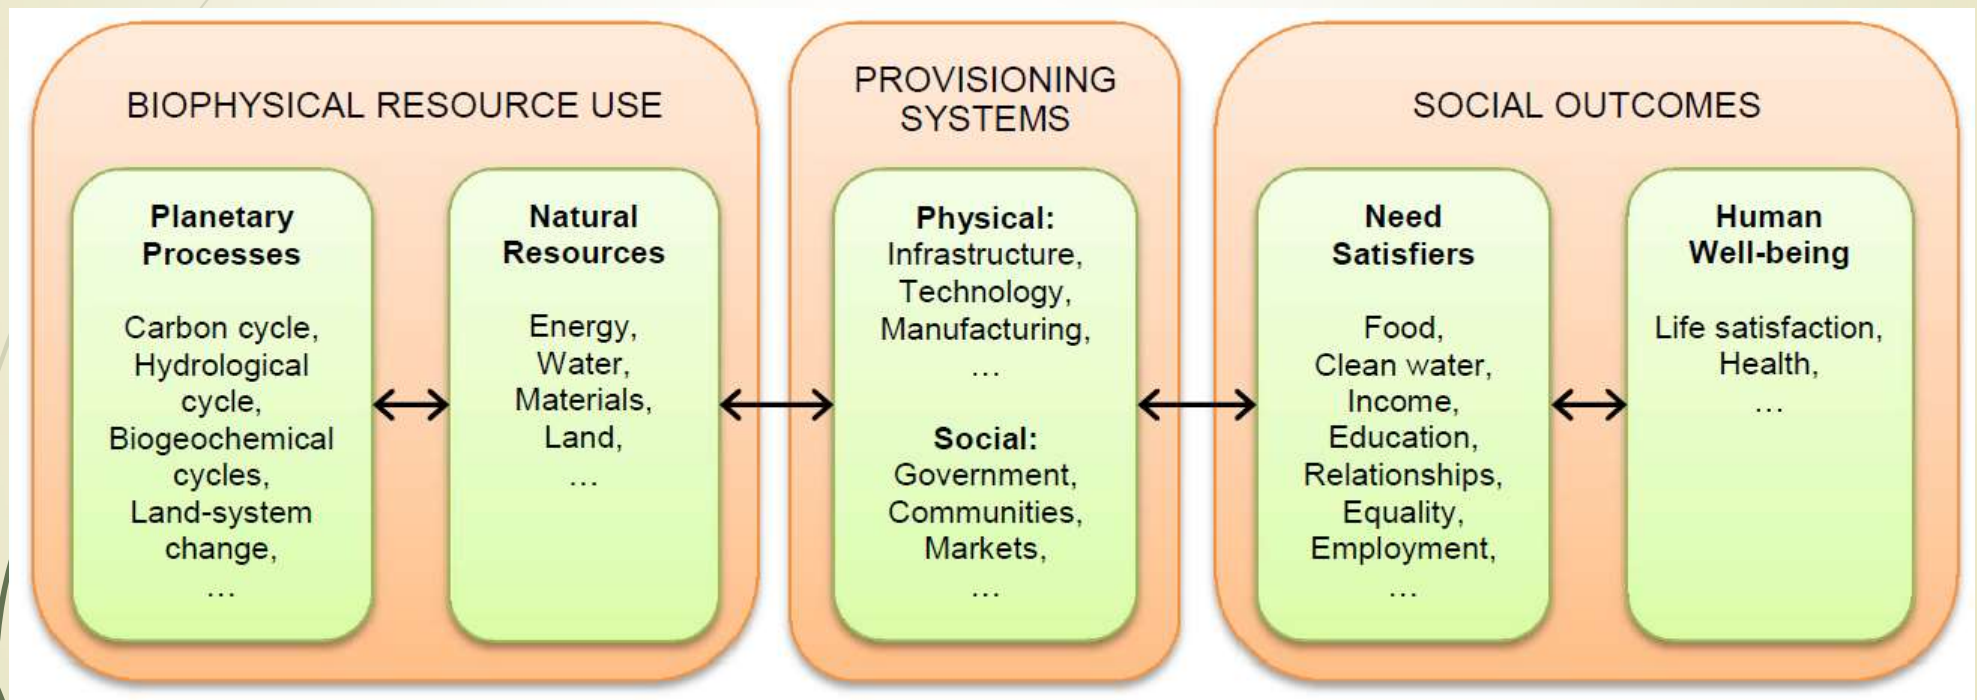 BIOPHYSICAL RESOURCE USE
Planetary
Processes
Carbon cycle,
Hydrological
cycle,
Biogeochemical
cycles,
Land-system
change,
...
Natural
Resources
Energy,
Water,
Materials,
Land,
...
PROVISIONING
SYSTEMS
Physical:
Infrastructure,
Technology,
Manufacturing,
...
Social:
Government,
Communities,
Markets,
...
SOCIAL OUTCOMES
Need
Satisfiers
Food,
Clean water,
Income,
Education,
Relationships,
Equality,
Employment,
...
Human
Well-being
Life satisfaction,
Health,
...